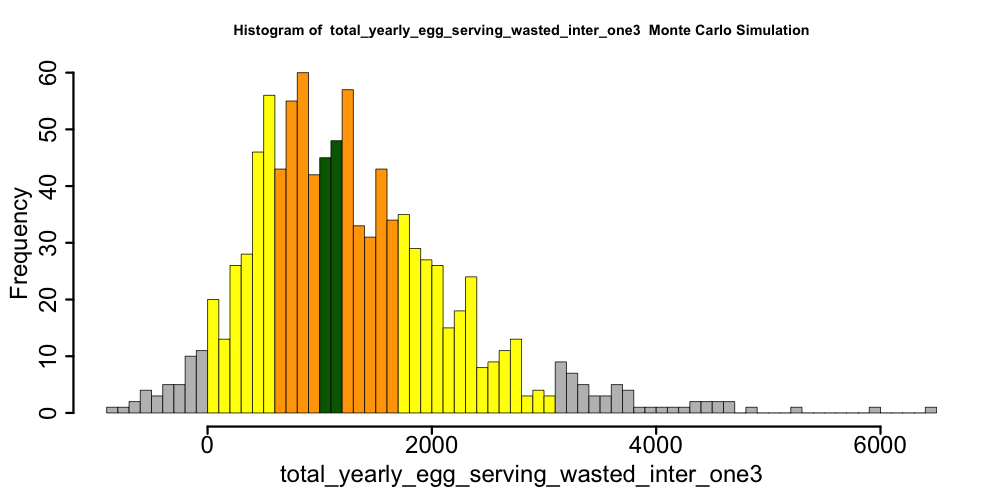 Histogram of  total_yearly_egg_serving_wasted_inter_one3  Monte Carlo Simulation
Frequency
60
50
40
30
20
10
0
0 2000 4000 6000
total_yearly_egg_serving_wasted_inter_one3